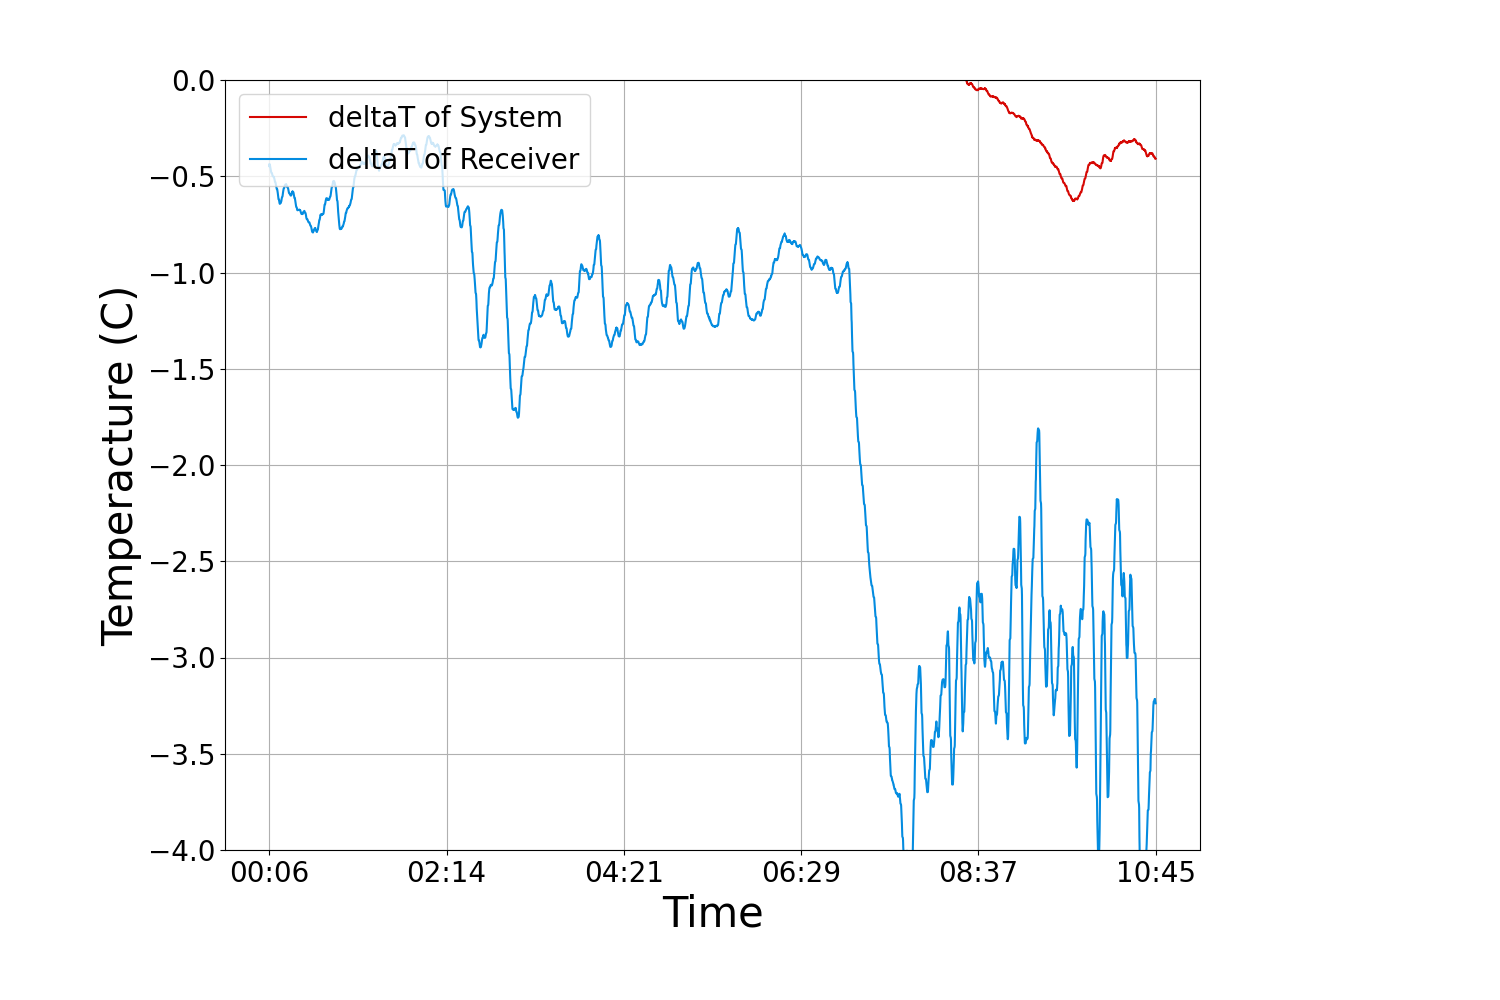 0.0
deltaT of System
deltaT of Receiver
−0.5
−1.0
−1.5
−2.0
−2.5
−3.0
−3.5
−4.0
Temperacture (C)
00:06 02:14 04:21 06:29 08:37 10:45
Time